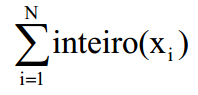 N
∑ inteiro(xᵢ)
i=1